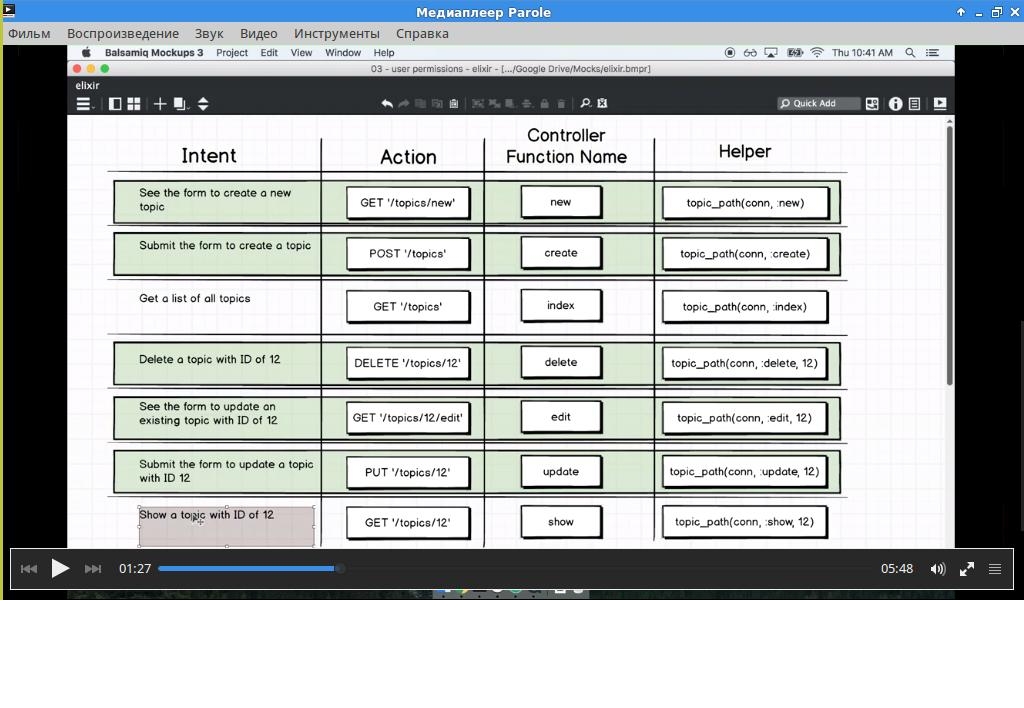 Медиаплеер Parole
Фильм Воспроизведение Звук Видео Инструменты Справка
Balsamiq Mockups 3 Project Edit View Window Help Thu 10:41 AM
03 - user permissions - elixir - [.../Google Drive/Mocks/elixir.bmpr]
elixir
Quick Add
Intent Action Controller Function Name Helper
See the form to create a new
topic
GET '/topics/new' new topic_path(conn, :new)
Submit the form to create a topic POST '/topics' create topic_path(conn, :create)
Get a list of all topics GET '/topics' index topic_path(conn, :index)
Delete a topic with ID of 12 DELETE '/topics/12' delete topic_path(conn, :delete, 12)
See the form to update an
existing topic with ID of 12
GET '/topics/12/edit' edit topic_path(conn, :edit, 12)
Submit the form to update a topic
with ID 12
PUT '/topics/12' update topic_path(conn, :update, 12)
Show a topic with ID of 12 GET '/topics/12' show topic_path(conn, :show, 12)
01:27 05:48